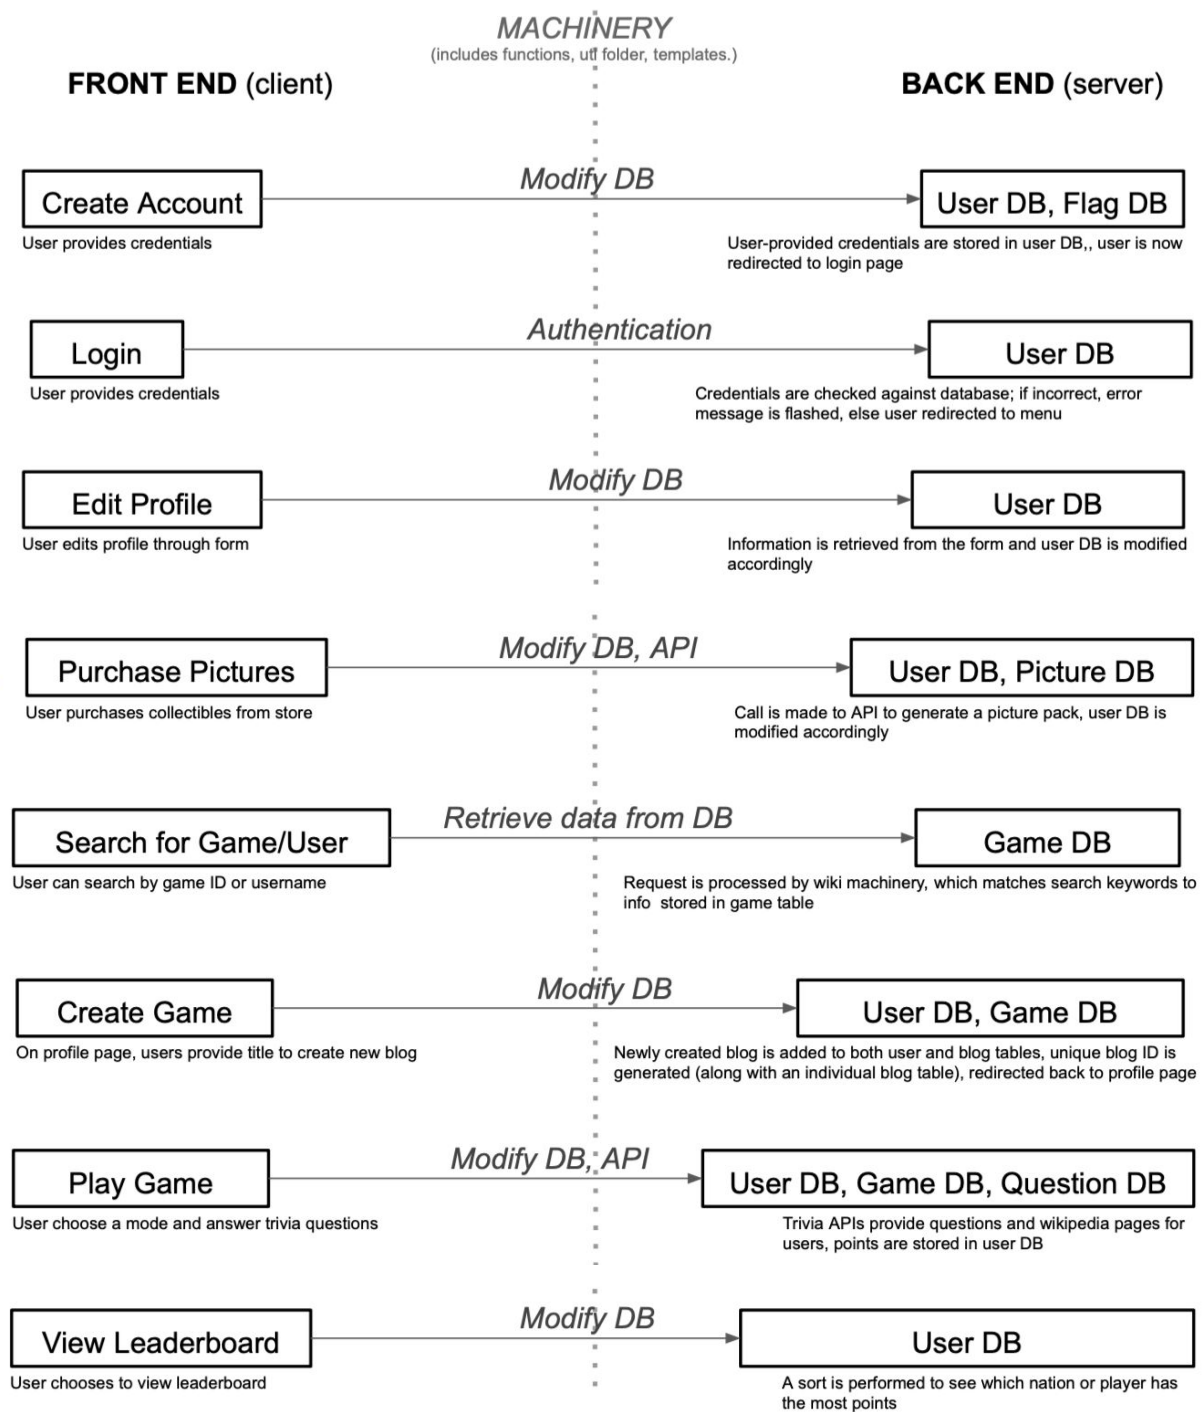 MACHINERY
(includes functions, util folder, templates.)
FRONT END (client)
BACK END (server)
Modify DB
Create Account
User DB, Flag DB
User provides credentials
User-provided credentials are stored in user DB,, user is now
redirected to login page
Authentication
Login
User DB
User provides credentials
Credentials are checked against database; if incorrect, error
message is flashed, else user redirected to menu
Modify DB
Edit Profile
User DB
User edits profile through form
Information is retrieved from the form and user DB is modified
accordingly
Modify DB, API
Purchase Pictures
User DB, Picture DB
User purchases collectibles from store
Call is made to API to generate a picture pack, user DB is
modified accordingly
Retrieve data from DB
Search for Game/User
Game DB
User can search by game ID or username
Request is processed by wiki machinery, which matches search keywords to
info stored in game table
Modify DB
Create Game
User DB, Game DB
On profile page, users provide title to create new blog
Newly created blog is added to both user and blog tables, unique blog ID is
generated (along with an individual blog table), redirected back to profile page
Modify DB, API
Play Game
User DB, Game DB, Question DB
User choose a mode and answer trivia questions
Trivia APIs provide questions and wikipedia pages for
users, points are stored in user DB
Modify DB
View Leaderboard
User DB
User chooses to view leaderboard
A sort is performed to see which nation or player has
the most points